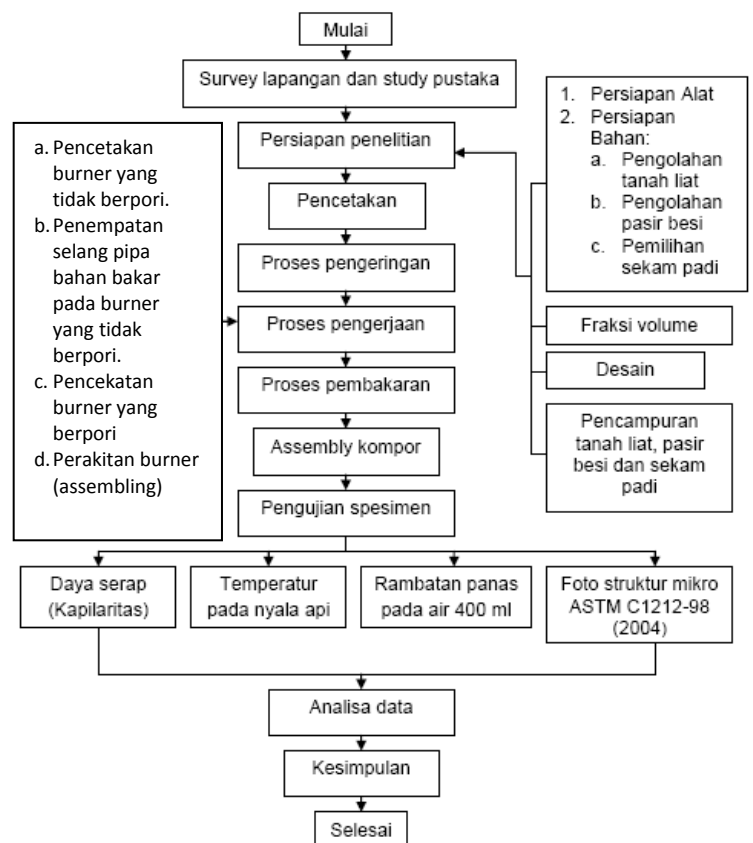 Mulai
Survey lapangan dan study pustaka
Persiapan penelitian
Pencetakan
Proses pengeringan
Proses pengerjaan
Proses pembakaran
Assembly kompor
Pengujian spesimen
a. Pencetakan
burner yang
tidak berpori.
b. Penempatan
selang pipa
bahan bakar
pada burner
yang tidak
berpori.
c. Pencekatan
burner yang
berpori
d. Perakitan burner
(assembling)
1. Persiapan Alat
2. Persiapan
Bahan:
a. Pengolahan
tanah liat
b. Pengolahan
pasir besi
c. Pemilihan
sekam padi
Fraksi volume
Desain
Pencampuran
tanah liat, pasir
besi dan sekam
padi
Daya serap
(Kapilaritas)
Temperatur
pada nyala api
Rambatan panas
pada air 400 ml
Foto struktur mikro
ASTM C1212-98
(2004)
Analisa data
Kesimpulan
Selesai